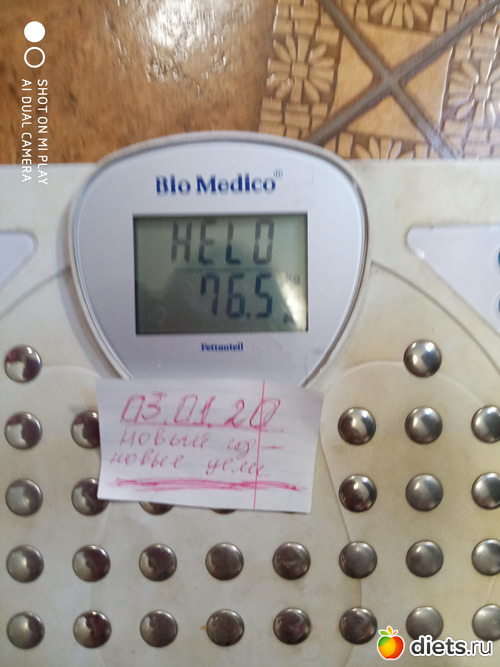 SHOT ON MI PLAY
AI DUAL CAMERA
Bio Medico®
HELO
76.5
Fettanteil
03.01.20
новый год –
новые цели
diets.ru